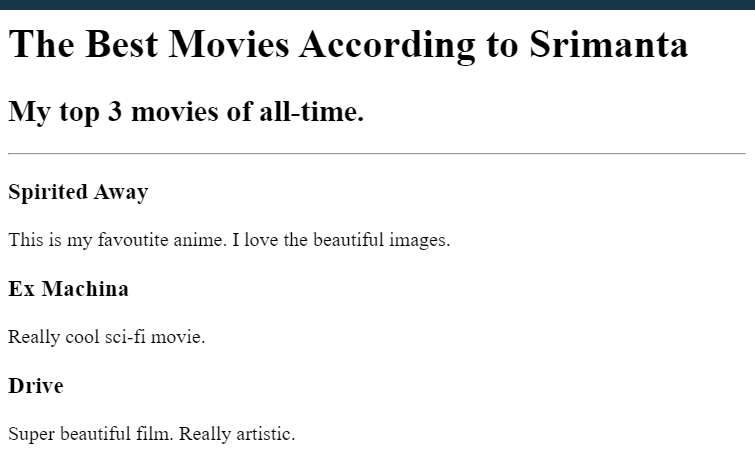 The Best Movies According to Srimanta
My top 3 movies of all-time.
Spirited Away
This is my favoutite anime. I love the beautiful images.
Ex Machina
Really cool sci-fi movie.
Drive
Super beautiful film. Really artistic.